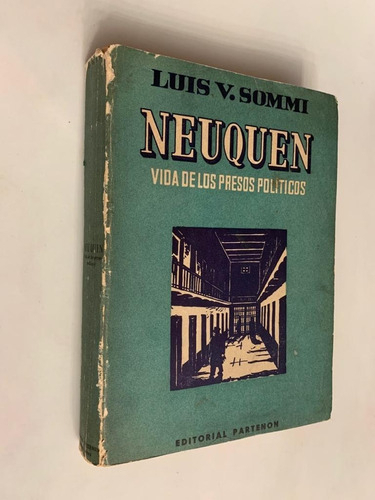 LUIS V. SOMMI
NEUQUEN
VIDA DE LOS PRESOS POLITICOS
EDITORIAL PARTENON